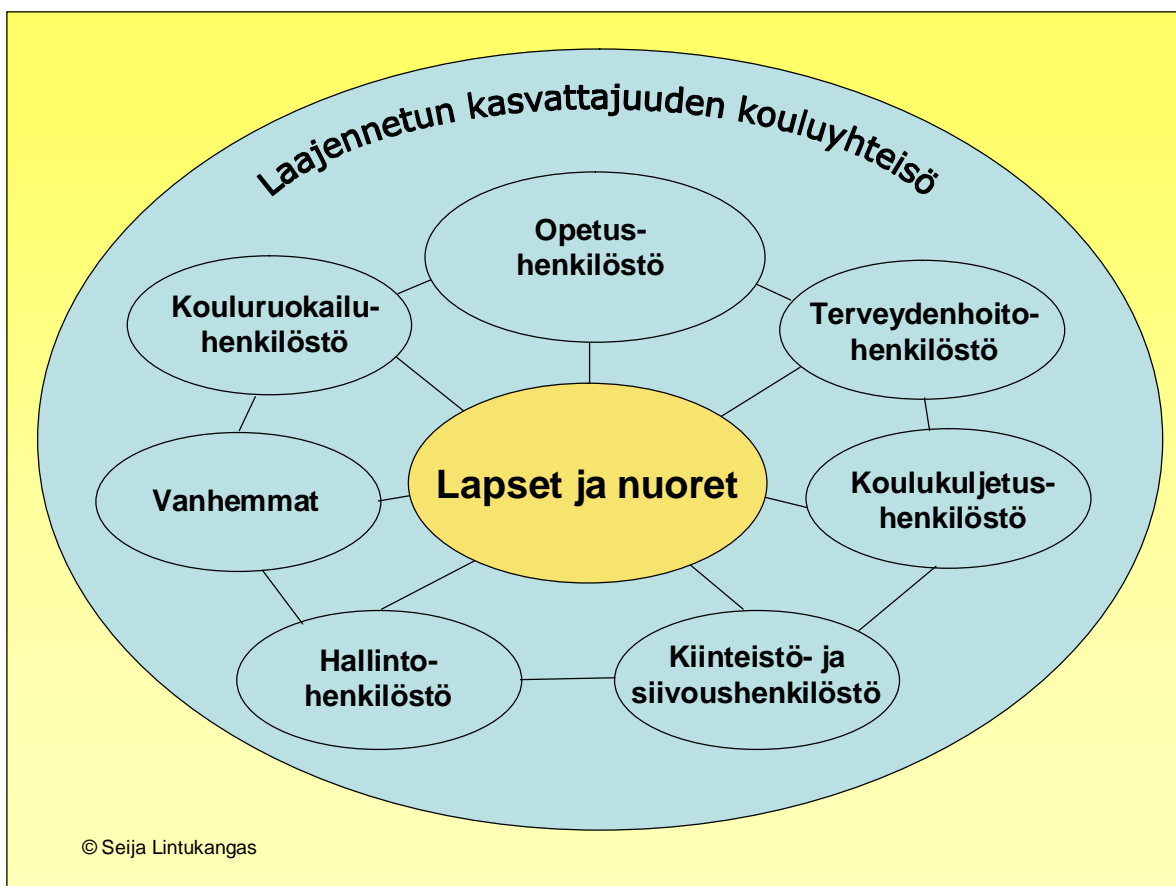 Laajennetun kasvattajuuden kouluyhteisö
Opetus-
henkilöstö
Kouluruokailu-
henkilöstö
Terveydenhoito-
henkilöstö
Lapset ja nuoret
Vanhemmat
Koulukuljetus-
henkilöstö
Hallinto-
henkilöstö
Kiinteistö- ja
siivoushenkilöstö
© Seija Lintukangas